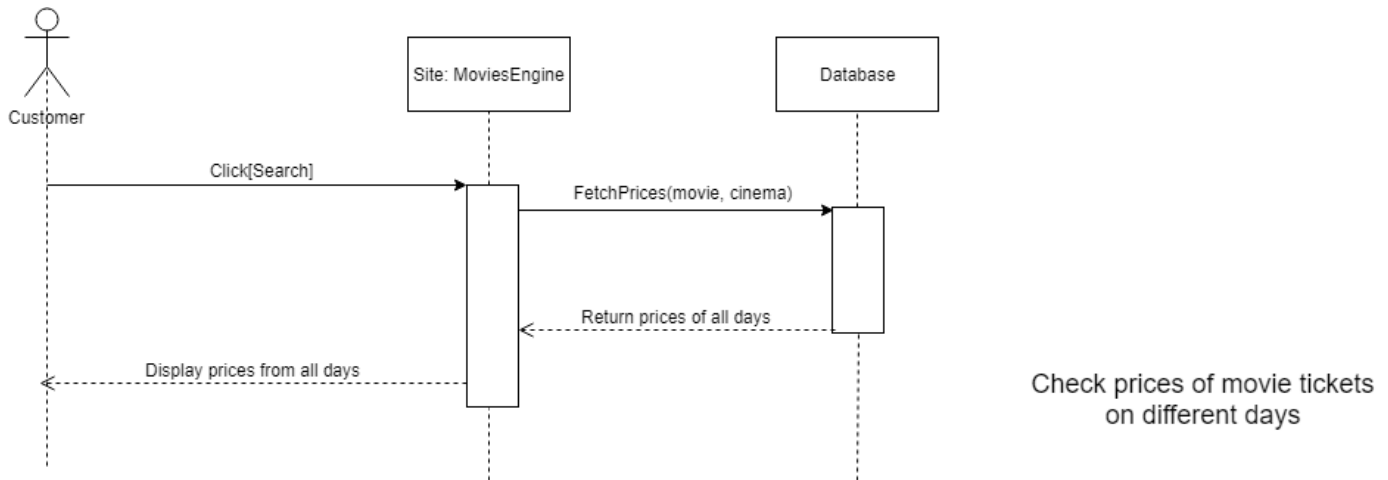 Site: MoviesEngine
Database
Customer
Click[Search]
FetchPrices(movie, cinema)
Return prices of all days
Display prices from all days
Check prices of movie tickets
on different days